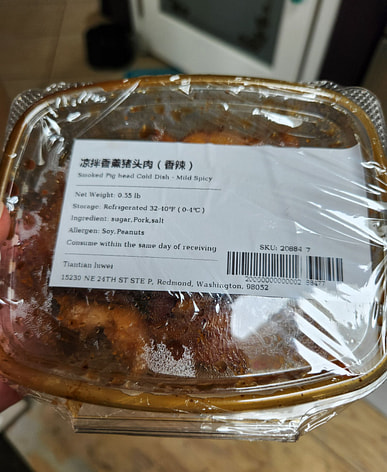 凉拌香薰猪头肉（香辣）
Smoked Pig head Cold Dish - Mild Spicy
Net Weight: 0.55 lb
Storage: Refrigerated 32-40°F (0-4°C)
Ingredient: sugar,Pork,salt
Allergen: Soy,Peanuts
Consume within the same day of receiving
SKU: 20884 7
Tiantian luwei
15230 NE 24TH ST STE P, Redmond, Washington, 98052